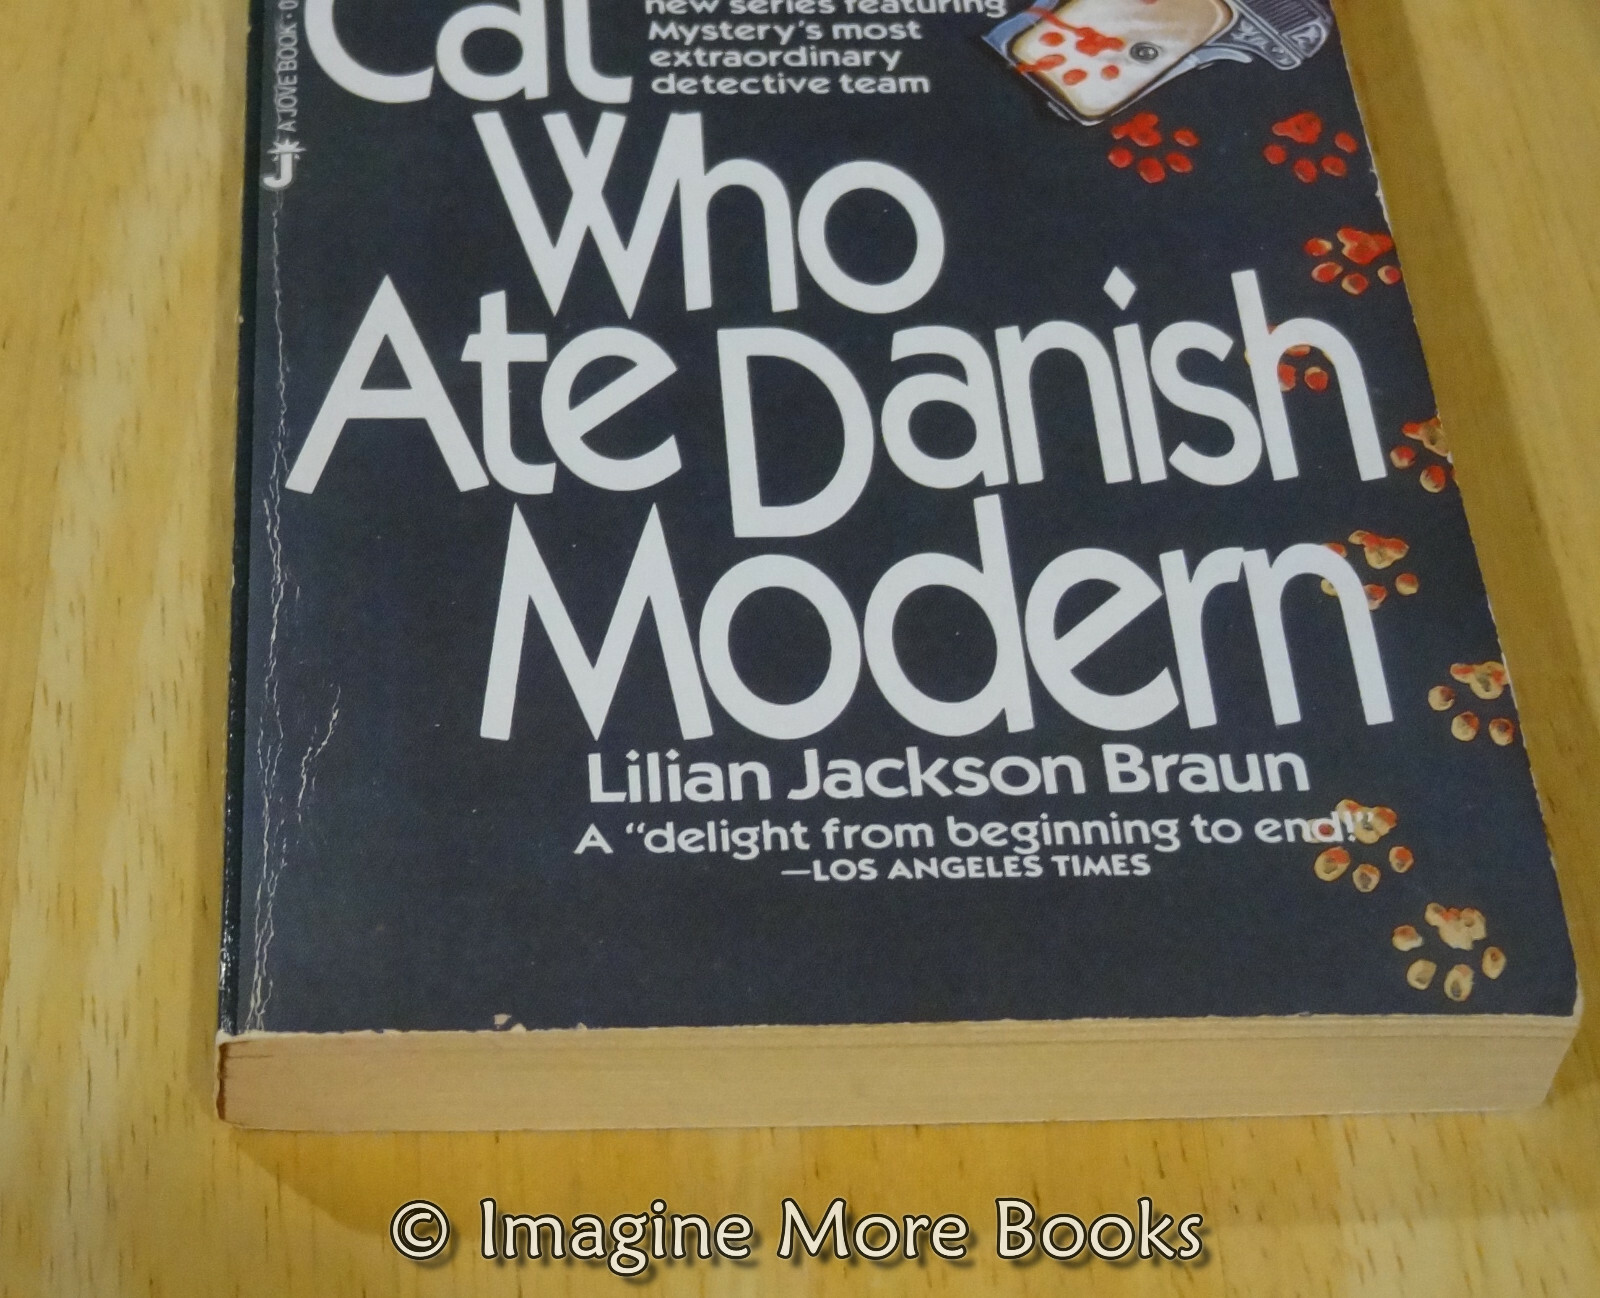 A JOVE BOOK
Cat
new series featuring
Mystery's most
extraordinary
detective team
Who
Ate Danish
Modern
Lilian Jackson Braun
A "delight from beginning to end!"
—LOS ANGELES TIMES
© Imagine More Books